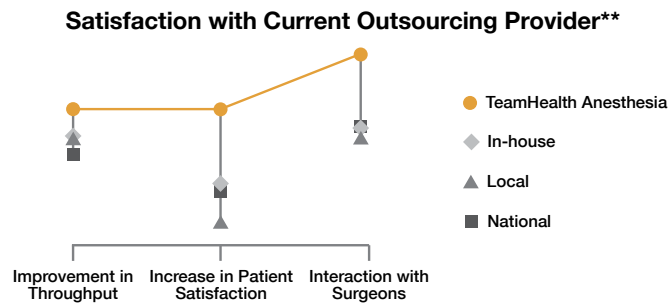 Satisfaction with Current Outsourcing Provider**
TeamHealth Anesthesia
In-house
Local
National
Improvement in
Throughput
Increase in Patient
Satisfaction
Interaction with
Surgeons